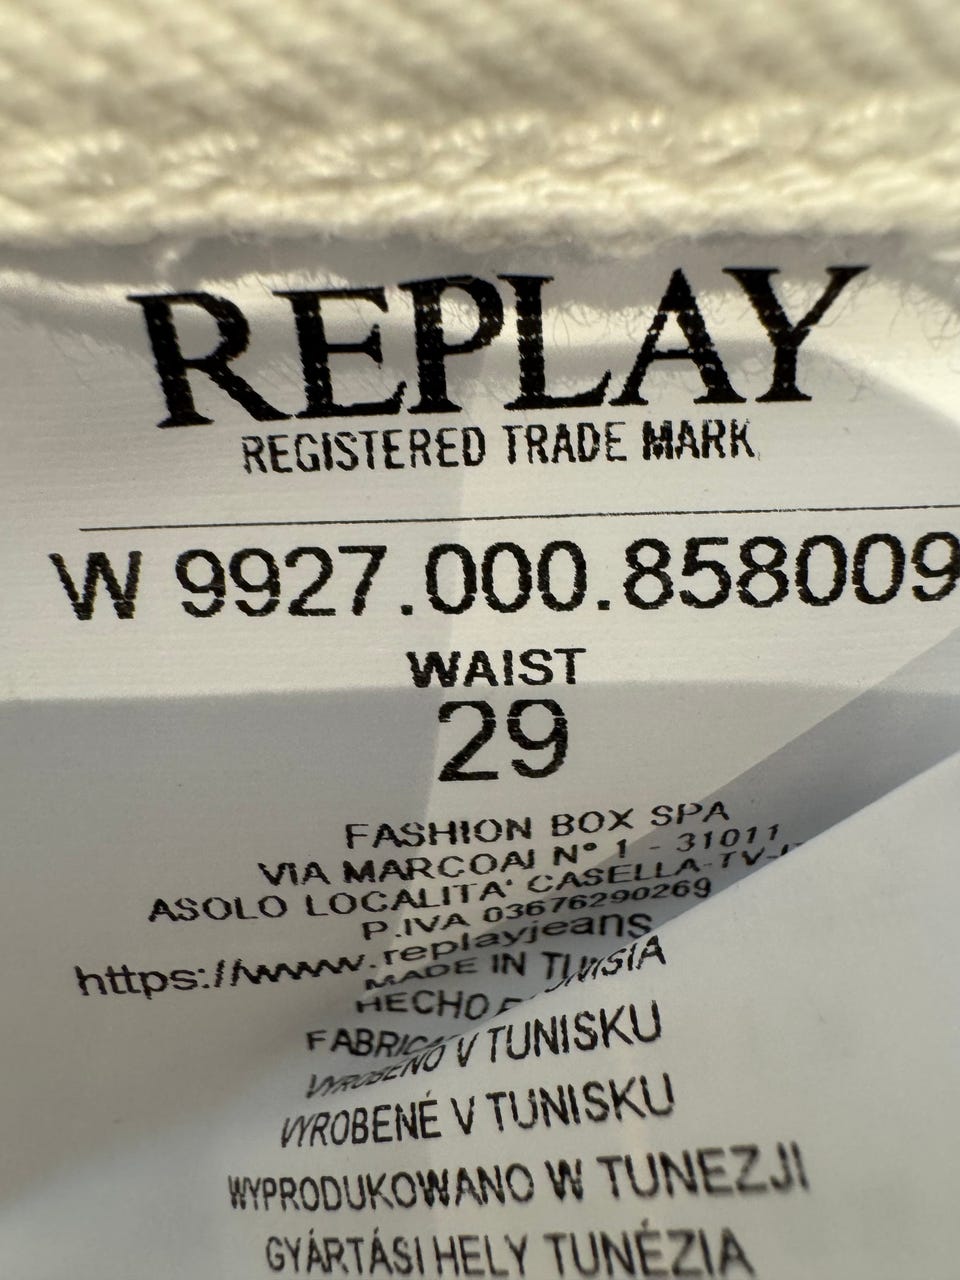 REPLAY
REGISTERED TRADE MARK
W 9927.000.858009
WAIST
29
FASHION BOX SPA
VIA MARCOAI N° 1 - 31011
ASOLO LOCALITA' CASELLA-TV-
P.IVA 03676290269
https://www.replayjeans
MADE IN TUNISIA
HECHO
VYROBENO V TUNISKU
VYROBENÉ V TUNISKU
WYPRODUKOWANO W TUNEZJI
GYÁRTÁSI HELY TUNÉZIA